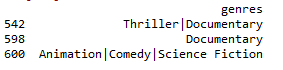 genres
542 Thriller|Documentary
598 Documentary
600 Animation|Comedy|Science Fiction